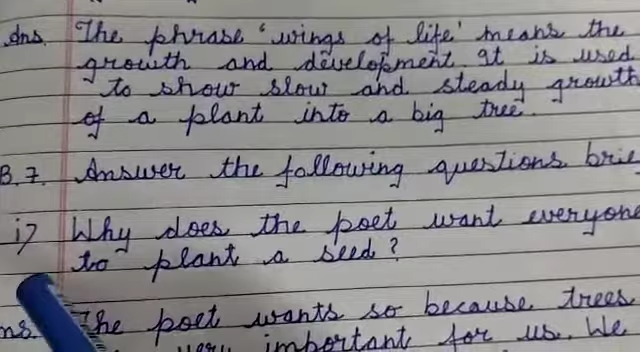 Ans. The phrase 'wings of life' means the
growth and development. It is used
to show slow and steady growth
of a plant into a big tree.
B.7. Answer the following questions brie
i) Why does the poet want everyone
to plant a seed?
ns. The poet wants so because trees
very important for us. We